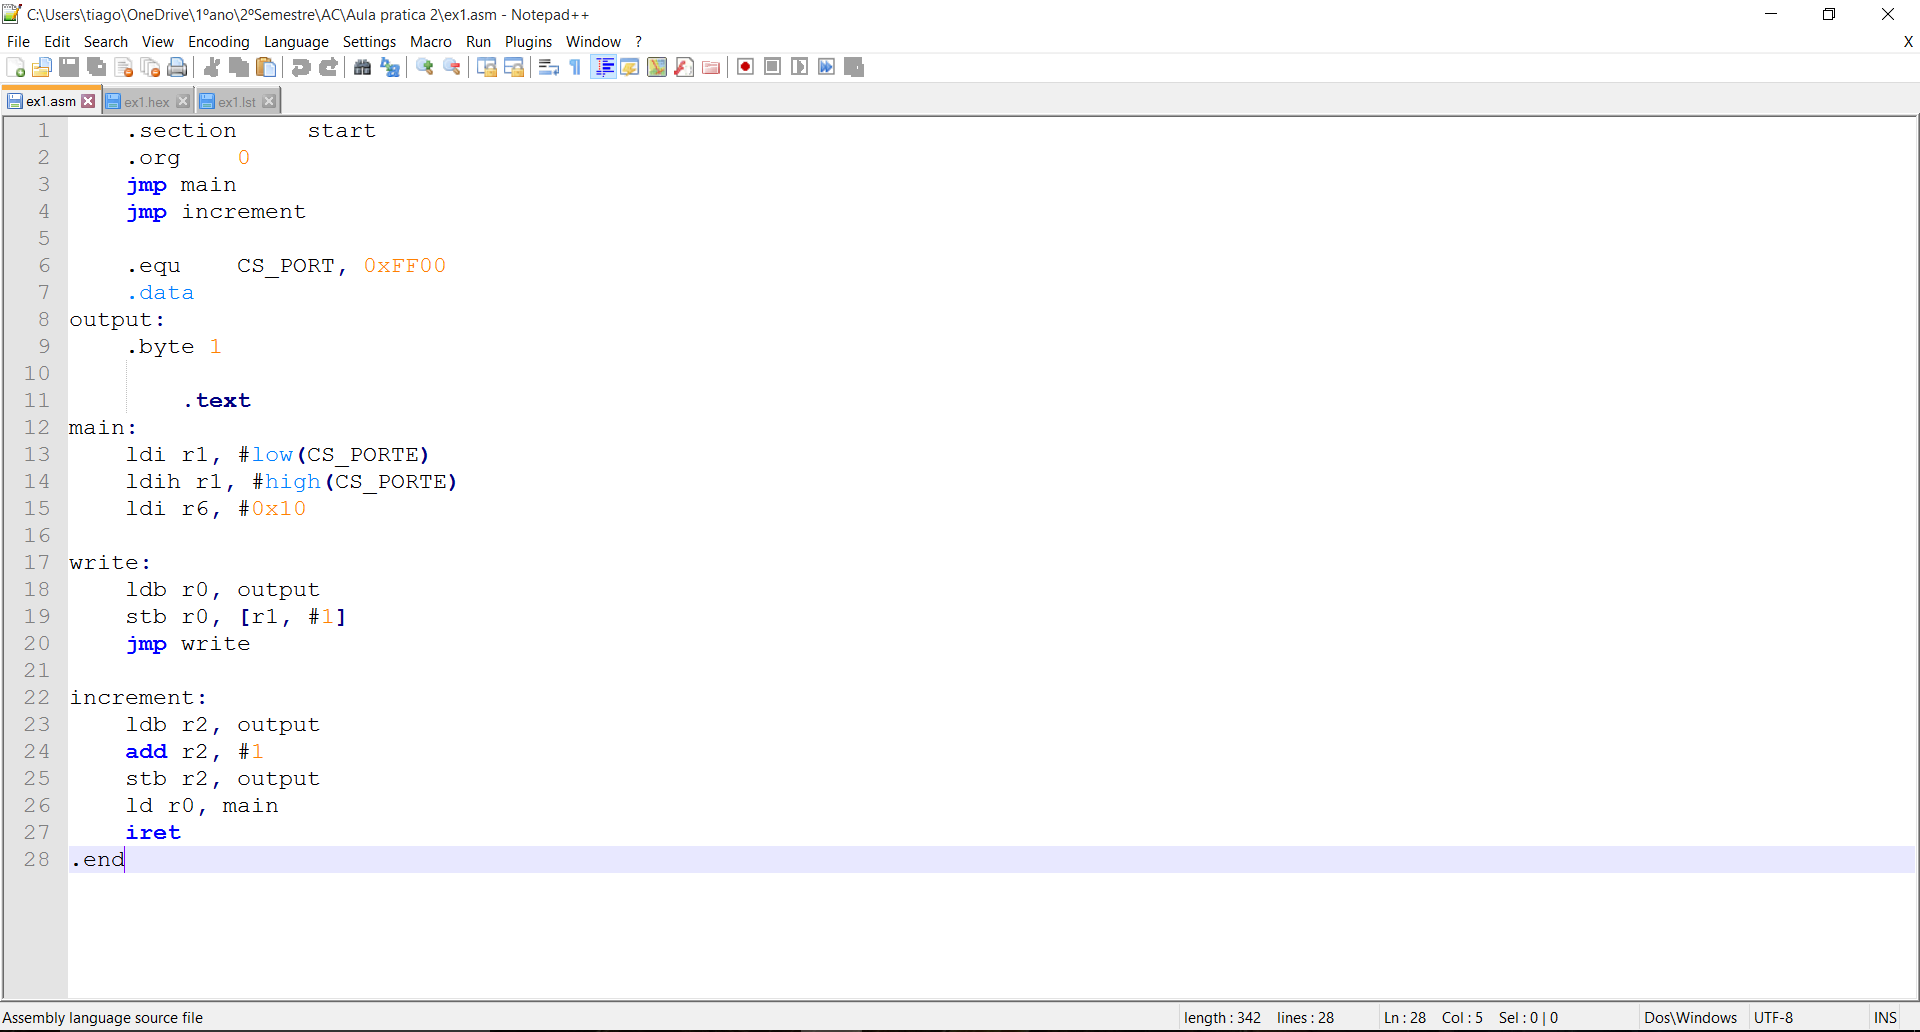 C:\Users\tiago\OneDrive\1ºano\2ºSemestre\AC\Aula pratica 2\ex1.asm - Notepad++
File Edit Search View Encoding Language Settings Macro Run Plugins Window ? X
ex1.asm ex1.hex ex1.lst
1 .section start
2 .org 0
3 jmp main
4 jmp increment
5
6 .equ CS_PORT, 0xFF00
7 .data
8 output:
9 .byte 1
10
11 .text
12 main:
13 ldi r1, #low(CS_PORTE)
14 ldih r1, #high(CS_PORTE)
15 ldi r6, #0x10
16
17 write:
18 ldb r0, output
19 stb r0, [r1, #1]
20 jmp write
21
22 increment:
23 ldb r2, output
24 add r2, #1
25 stb r2, output
26 ld r0, main
27 iret
28 .end
Assembly language source file length : 342 lines : 28 Ln : 28 Col : 5 Sel : 0 | 0 Dos\Windows UTF-8 INS